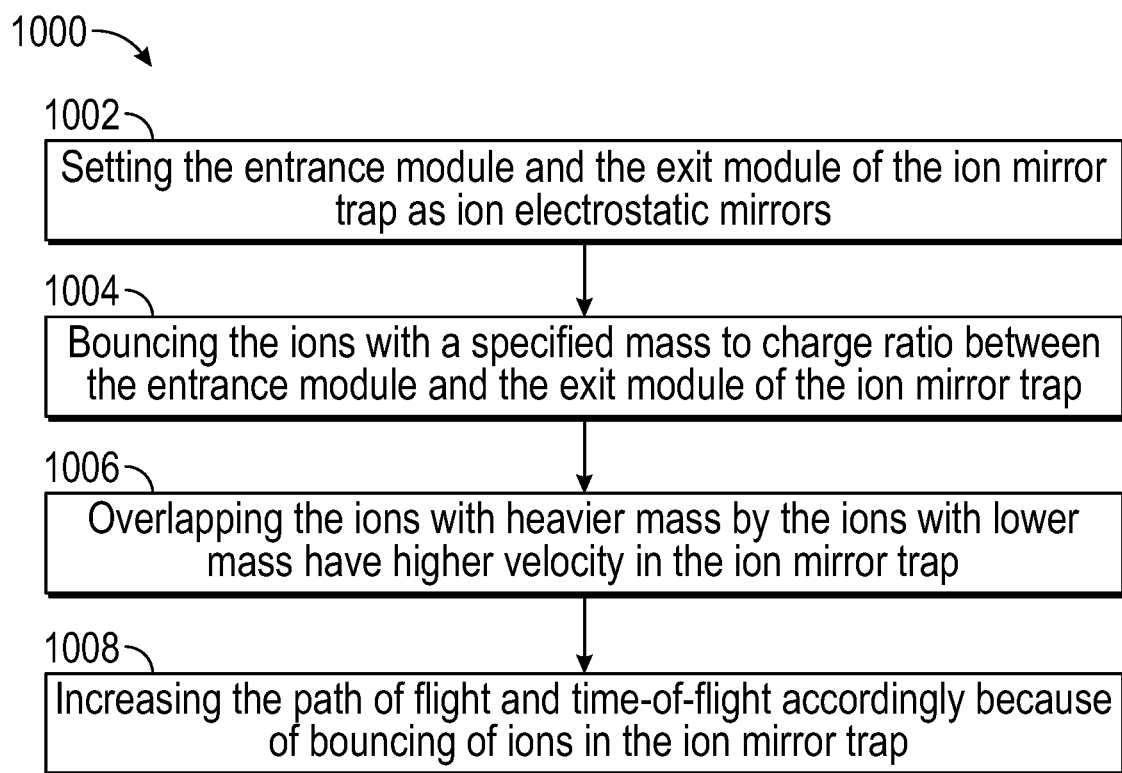 1000
1002
Setting the entrance module and the exit module of the ion mirror
trap as ion electrostatic mirrors
1004
Bouncing the ions with a specified mass to charge ratio between
the entrance module and the exit module of the ion mirror trap
1006
Overlapping the ions with heavier mass by the ions with lower
mass have higher velocity in the ion mirror trap
1008
Increasing the path of flight and time-of-flight accordingly because
of bouncing of ions in the ion mirror trap